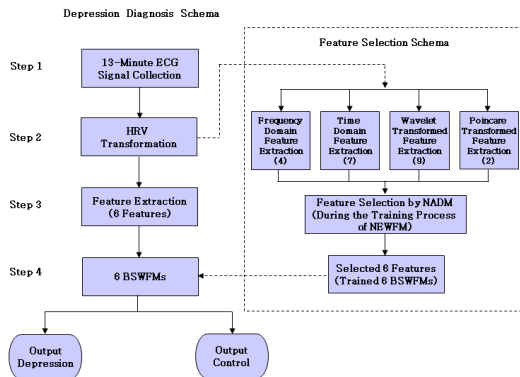 Depression Diagnosis Schema
Feature Selection Schema
Step 1
13-Minute ECG
Signal Collection
Step 2
HRV
Transformation
Frequency
Domain
Feature
Extraction
(4)
Time
Domain
Feature
Extraction
(7)
Wavelet
Transformed
Feature
Extraction
(9)
Poincare
Transformed
Feature
Extraction
(2)
Step 3
Feature Extraction
(6 Features)
Feature Selection by NADM
(During the Training Process
of NEWFM)
Step 4
6 BSWFMs
Selected 6 Features
(Trained 6 BSWFMs)
Output
Depression
Output
Control